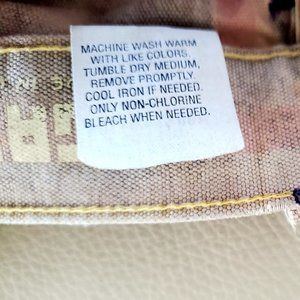 MACHINE WASH WARM
WITH LIKE COLORS.
TUMBLE DRY MEDIUM,
REMOVE PROMPTLY.
COOL IRON IF NEEDED.
ONLY NON-CHLORINE
BLEACH WHEN NEEDED.